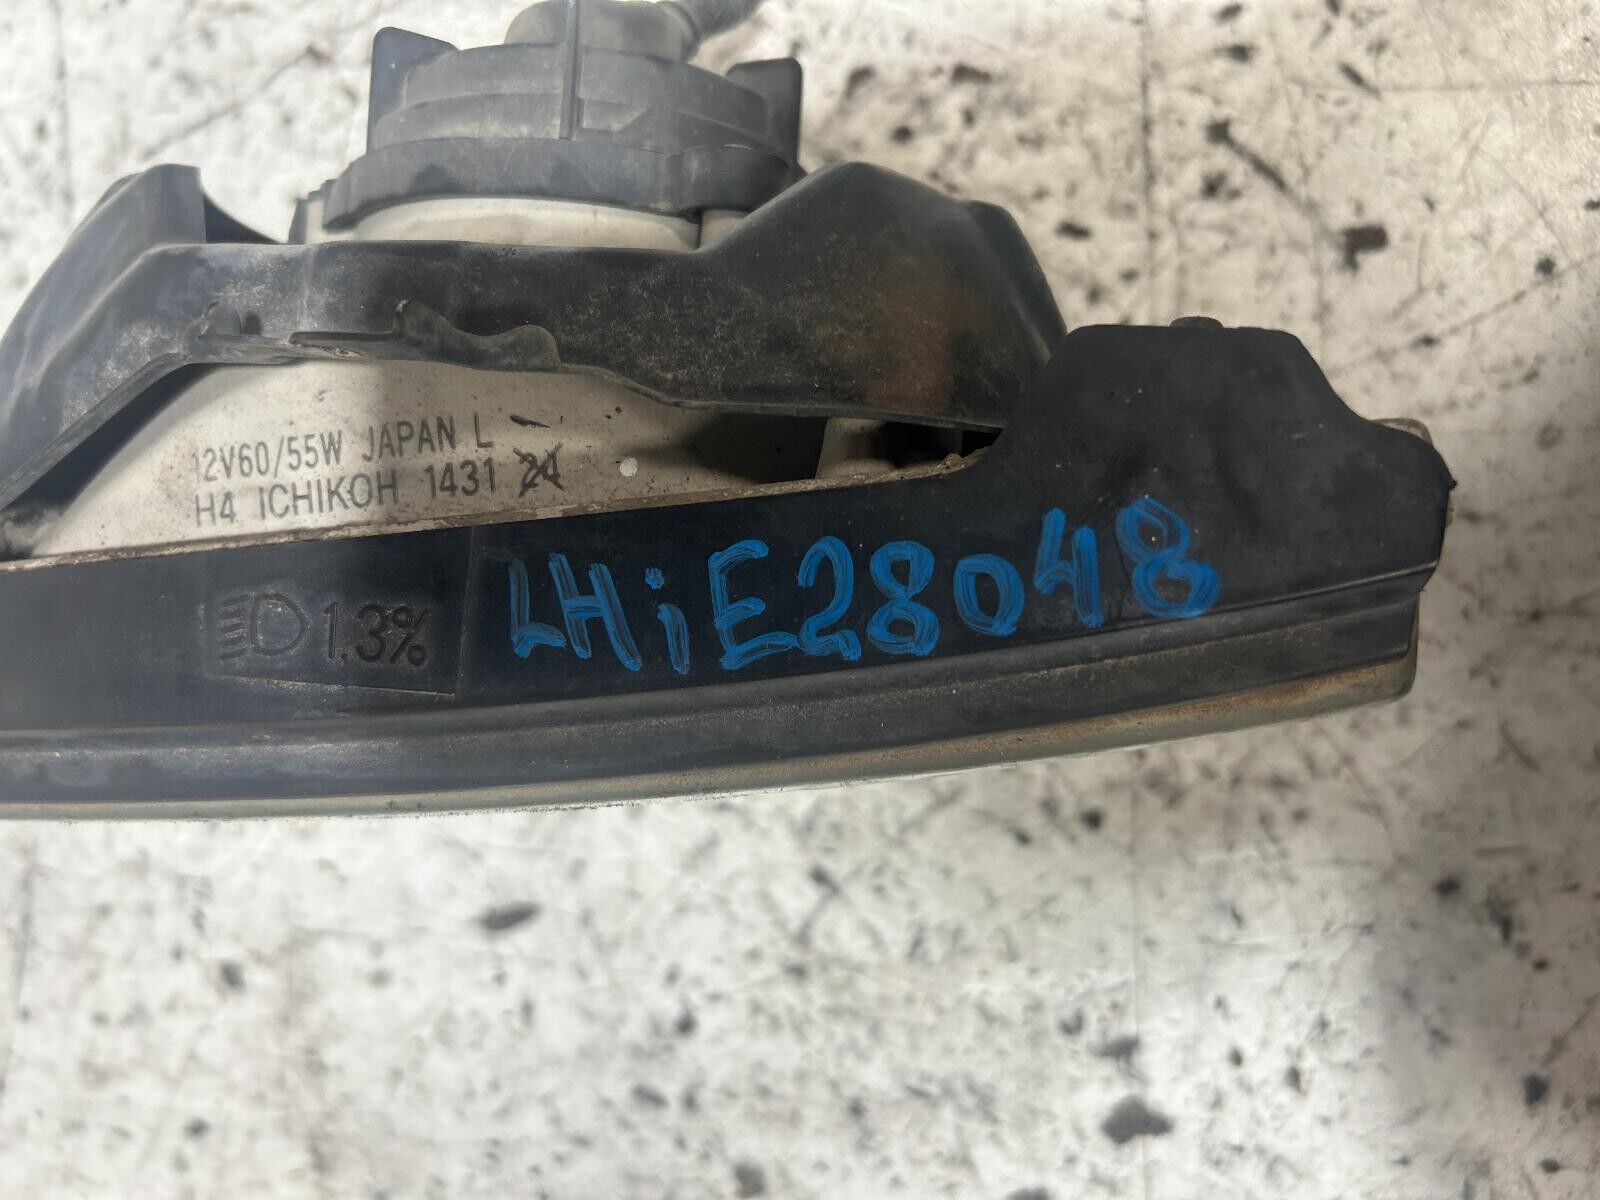 12V60/55W JAPAN L
H4 ICHIKOH 1431 24
1.3%
LHiE28048